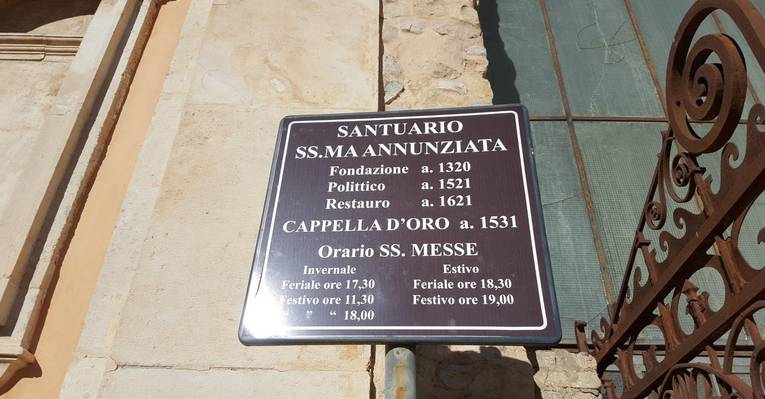 SANTUARIO
SS.MA ANNUNZIATA
Fondazione a. 1320
Polittico a. 1521
Restauro a. 1621
CAPPELLA D'ORO a. 1531
Orario SS. MESSE
Invernale Estivo
Feriale ore 17,30 Feriale ore 18,30
Festivo ore 11,30 Festivo ore 19,00
“ ” “ 18,00